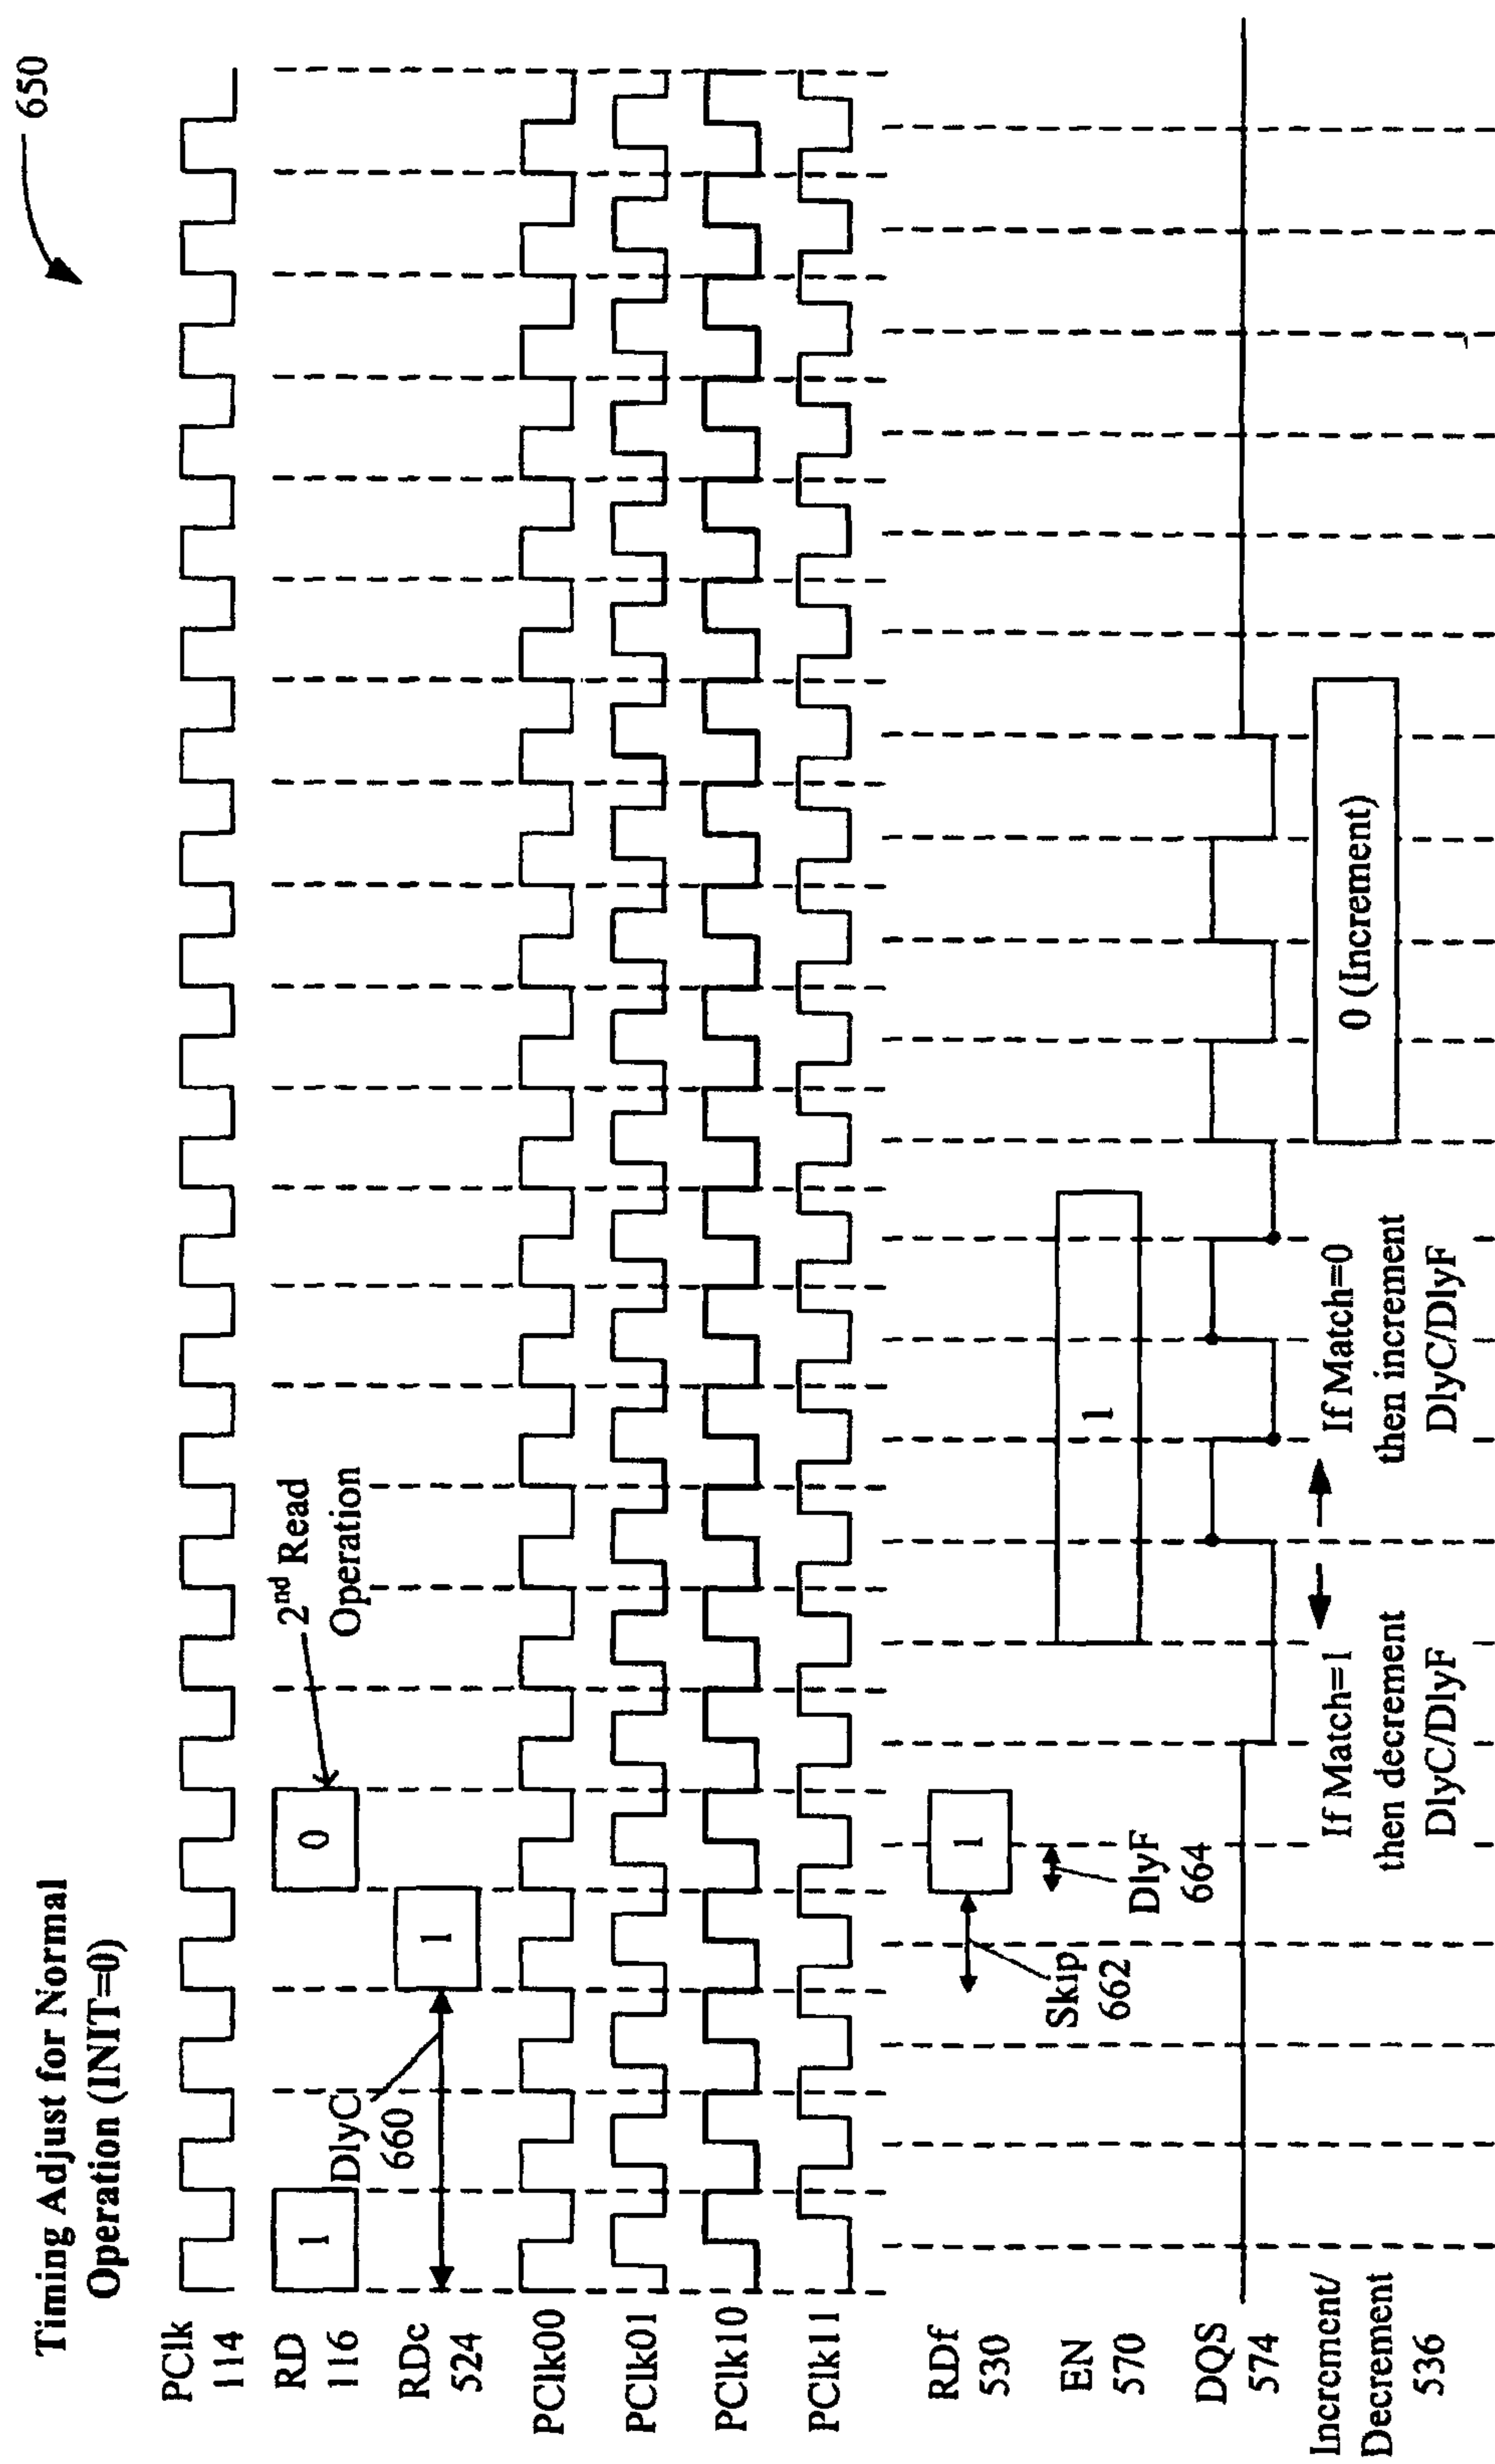 650
Timing Adjust for Normal
Operation (INIT=0)
PClk
114
RD
116
1
0
2nd Read
Operation
RDc
524
DlyC
660
1
PClk00
PClk01
PClk10
PClk11
RDf
530
Skip
662
1
DlyF
664
EN
570
1
DQS
574
Increment/
Decrement
536
If Match=1
then decrement
DlyC/DlyF
If Match=0
then increment
DlyC/DlyF
0 (Increment)